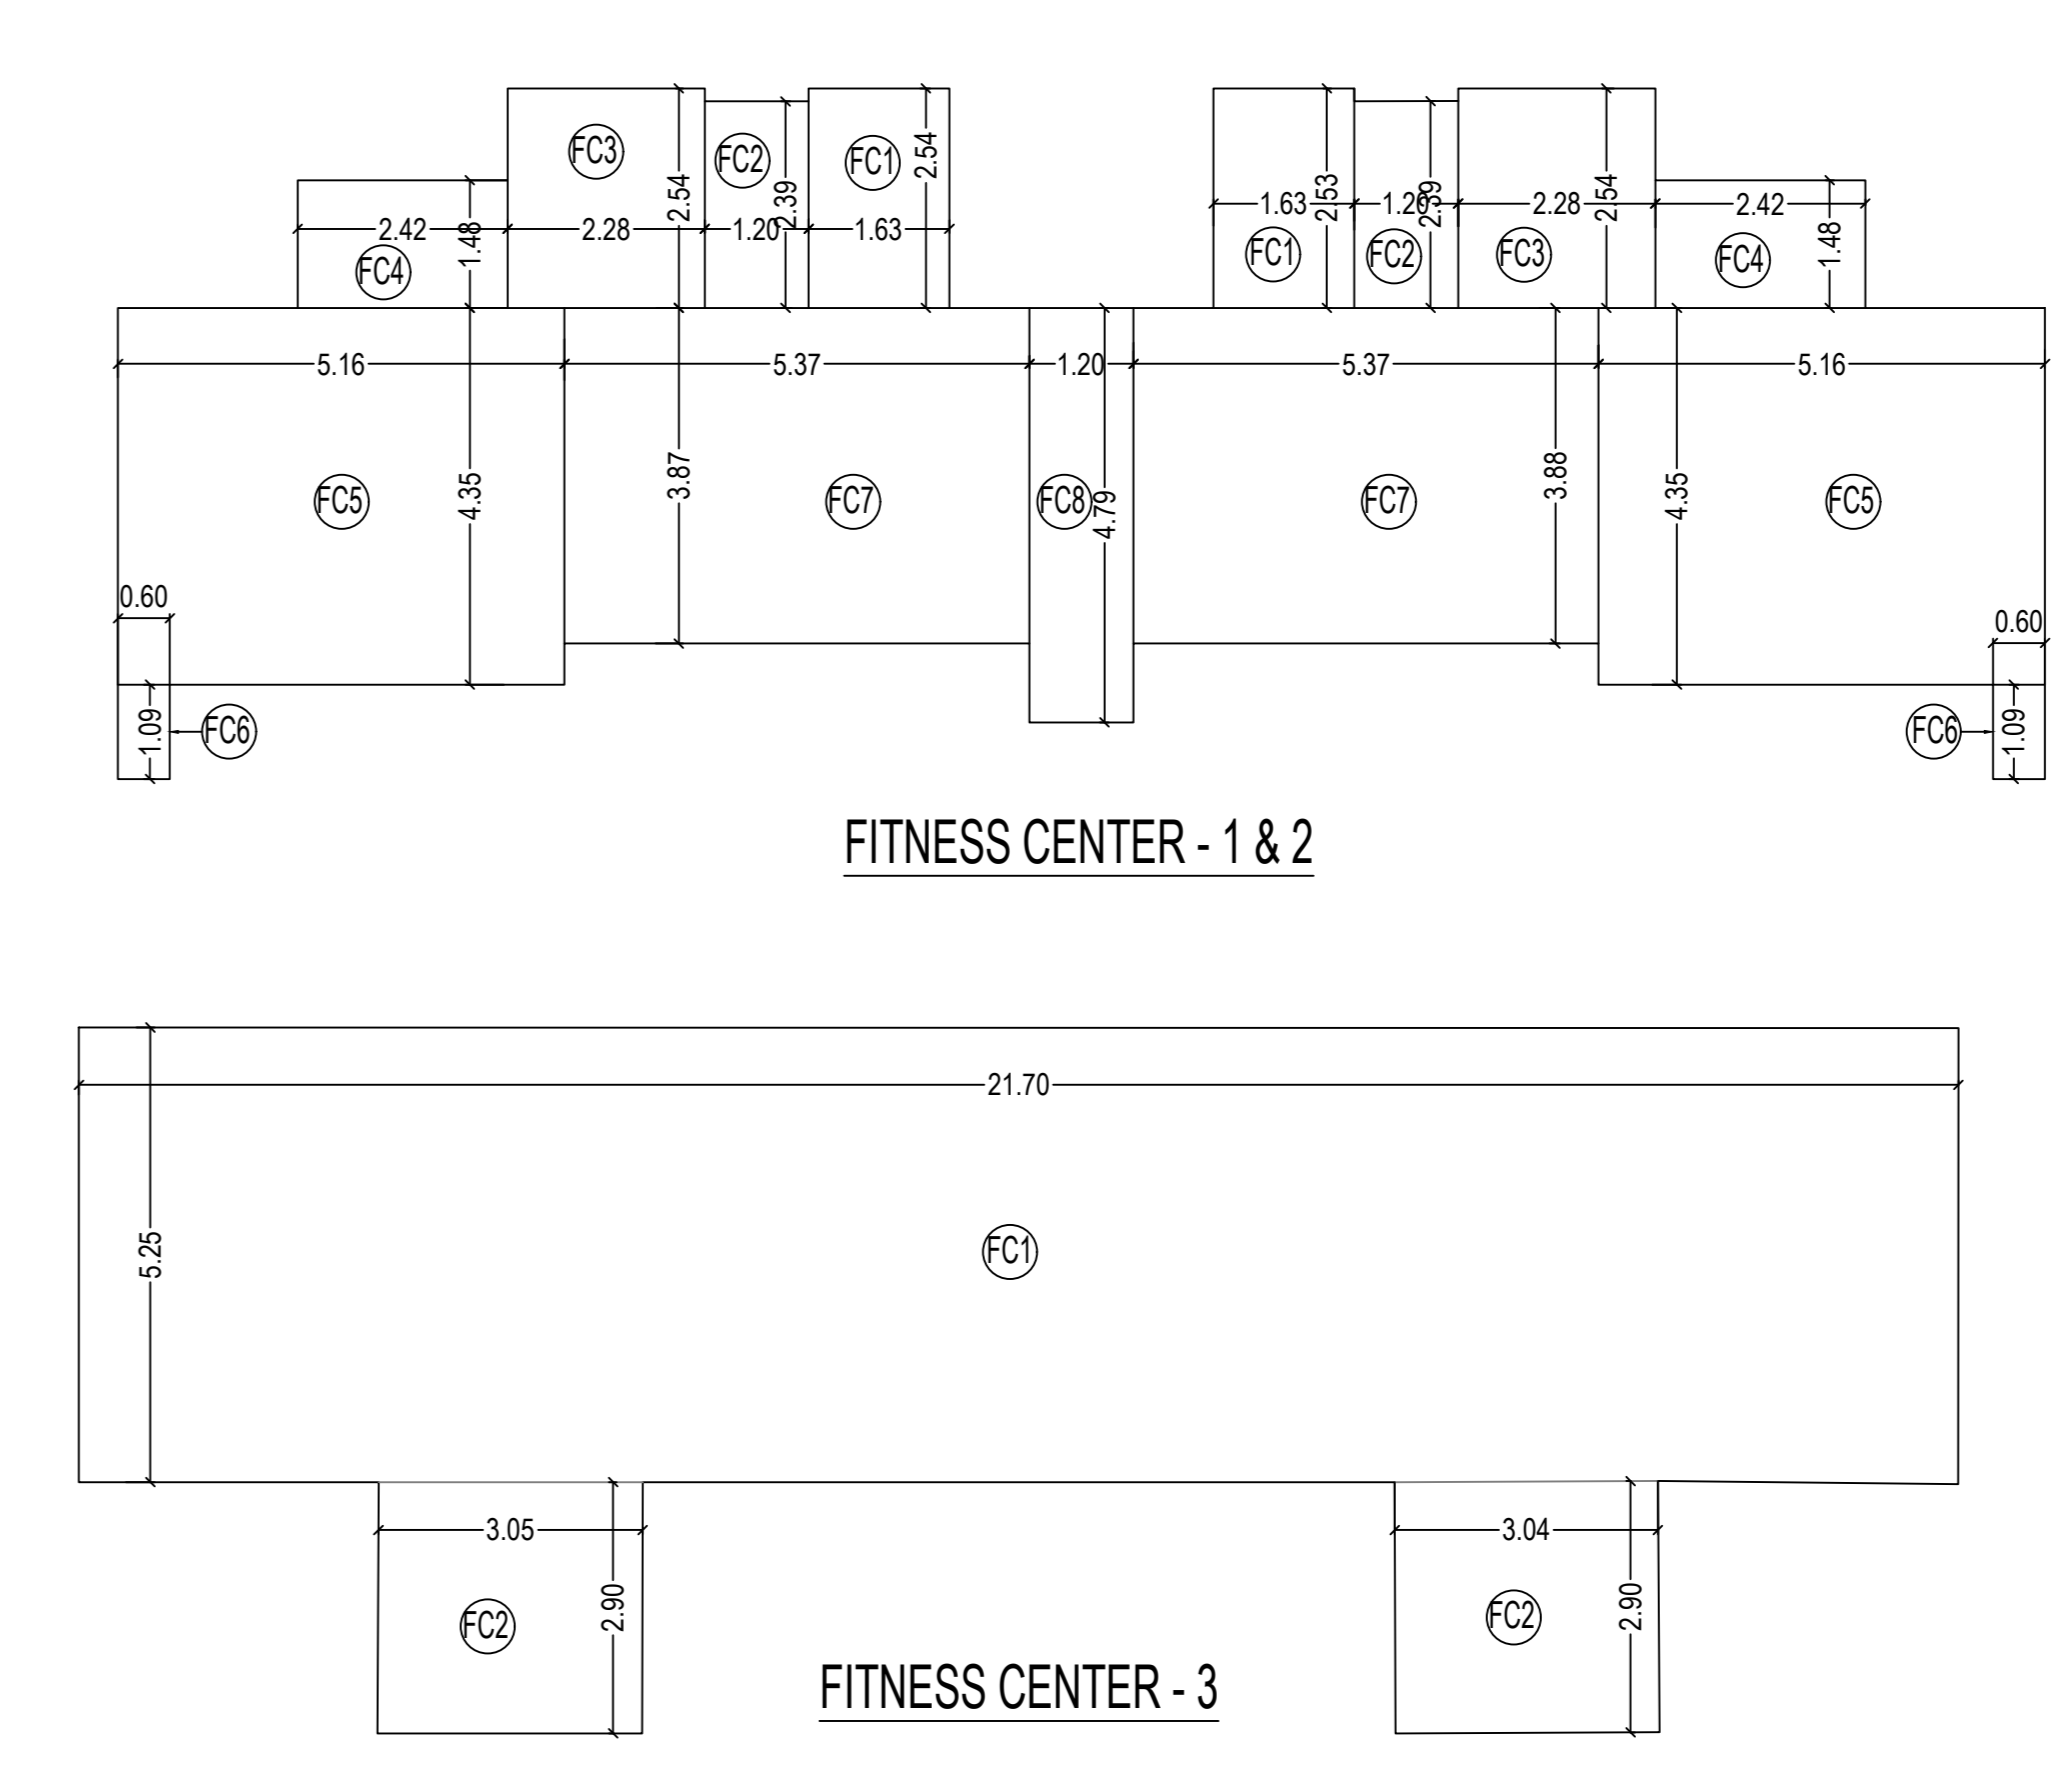 FC3
FC2
FC1
2.54
2.39
2.54
2.42
1.48
2.28
1.20
1.63
FC4
1.63
2.53
1.20
2.39
2.28
2.54
2.42
1.48
FC1
FC2
FC3
FC4
5.16
5.37
1.20
5.37
5.16
FC5
4.35
3.87
FC7
FC8
4.79
FC7
3.88
4.35
FC5
0.60
1.09
FC6
0.60
FC6
1.09
FITNESS CENTER - 1 & 2
21.70
5.25
FC1
3.05
2.90
FC2
3.04
2.90
FC2
FITNESS CENTER - 3